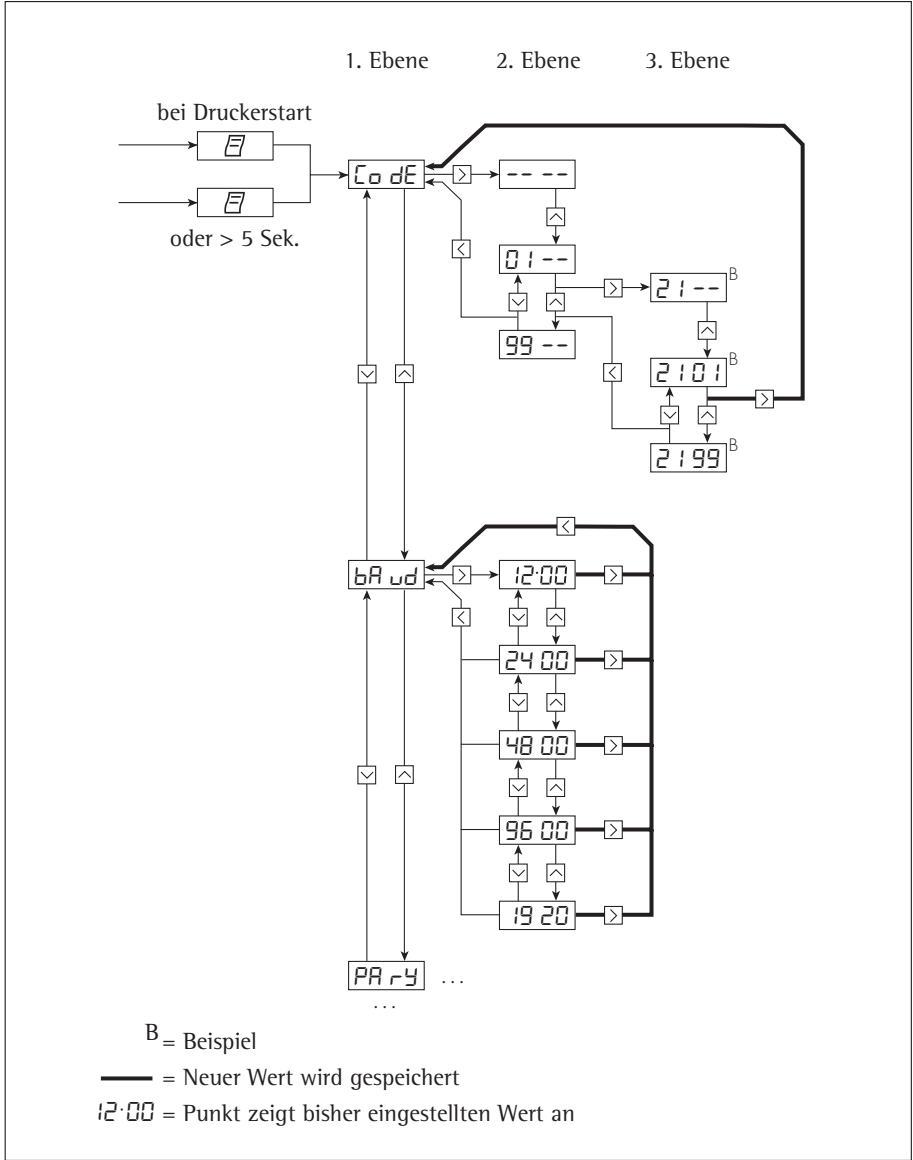 1. Ebene 2. Ebene 3. Ebene
bei Druckerstart
Co dE
-- --
oder > 5 Sek.
01 --
21 -- B
99 --
2101 B
2199 B
bA ud
12·00
24 00
48 00
96 00
19 20
PA rY ...
...
B = Beispiel
= Neuer Wert wird gespeichert
12·00 = Punkt zeigt bisher eingestellten Wert an